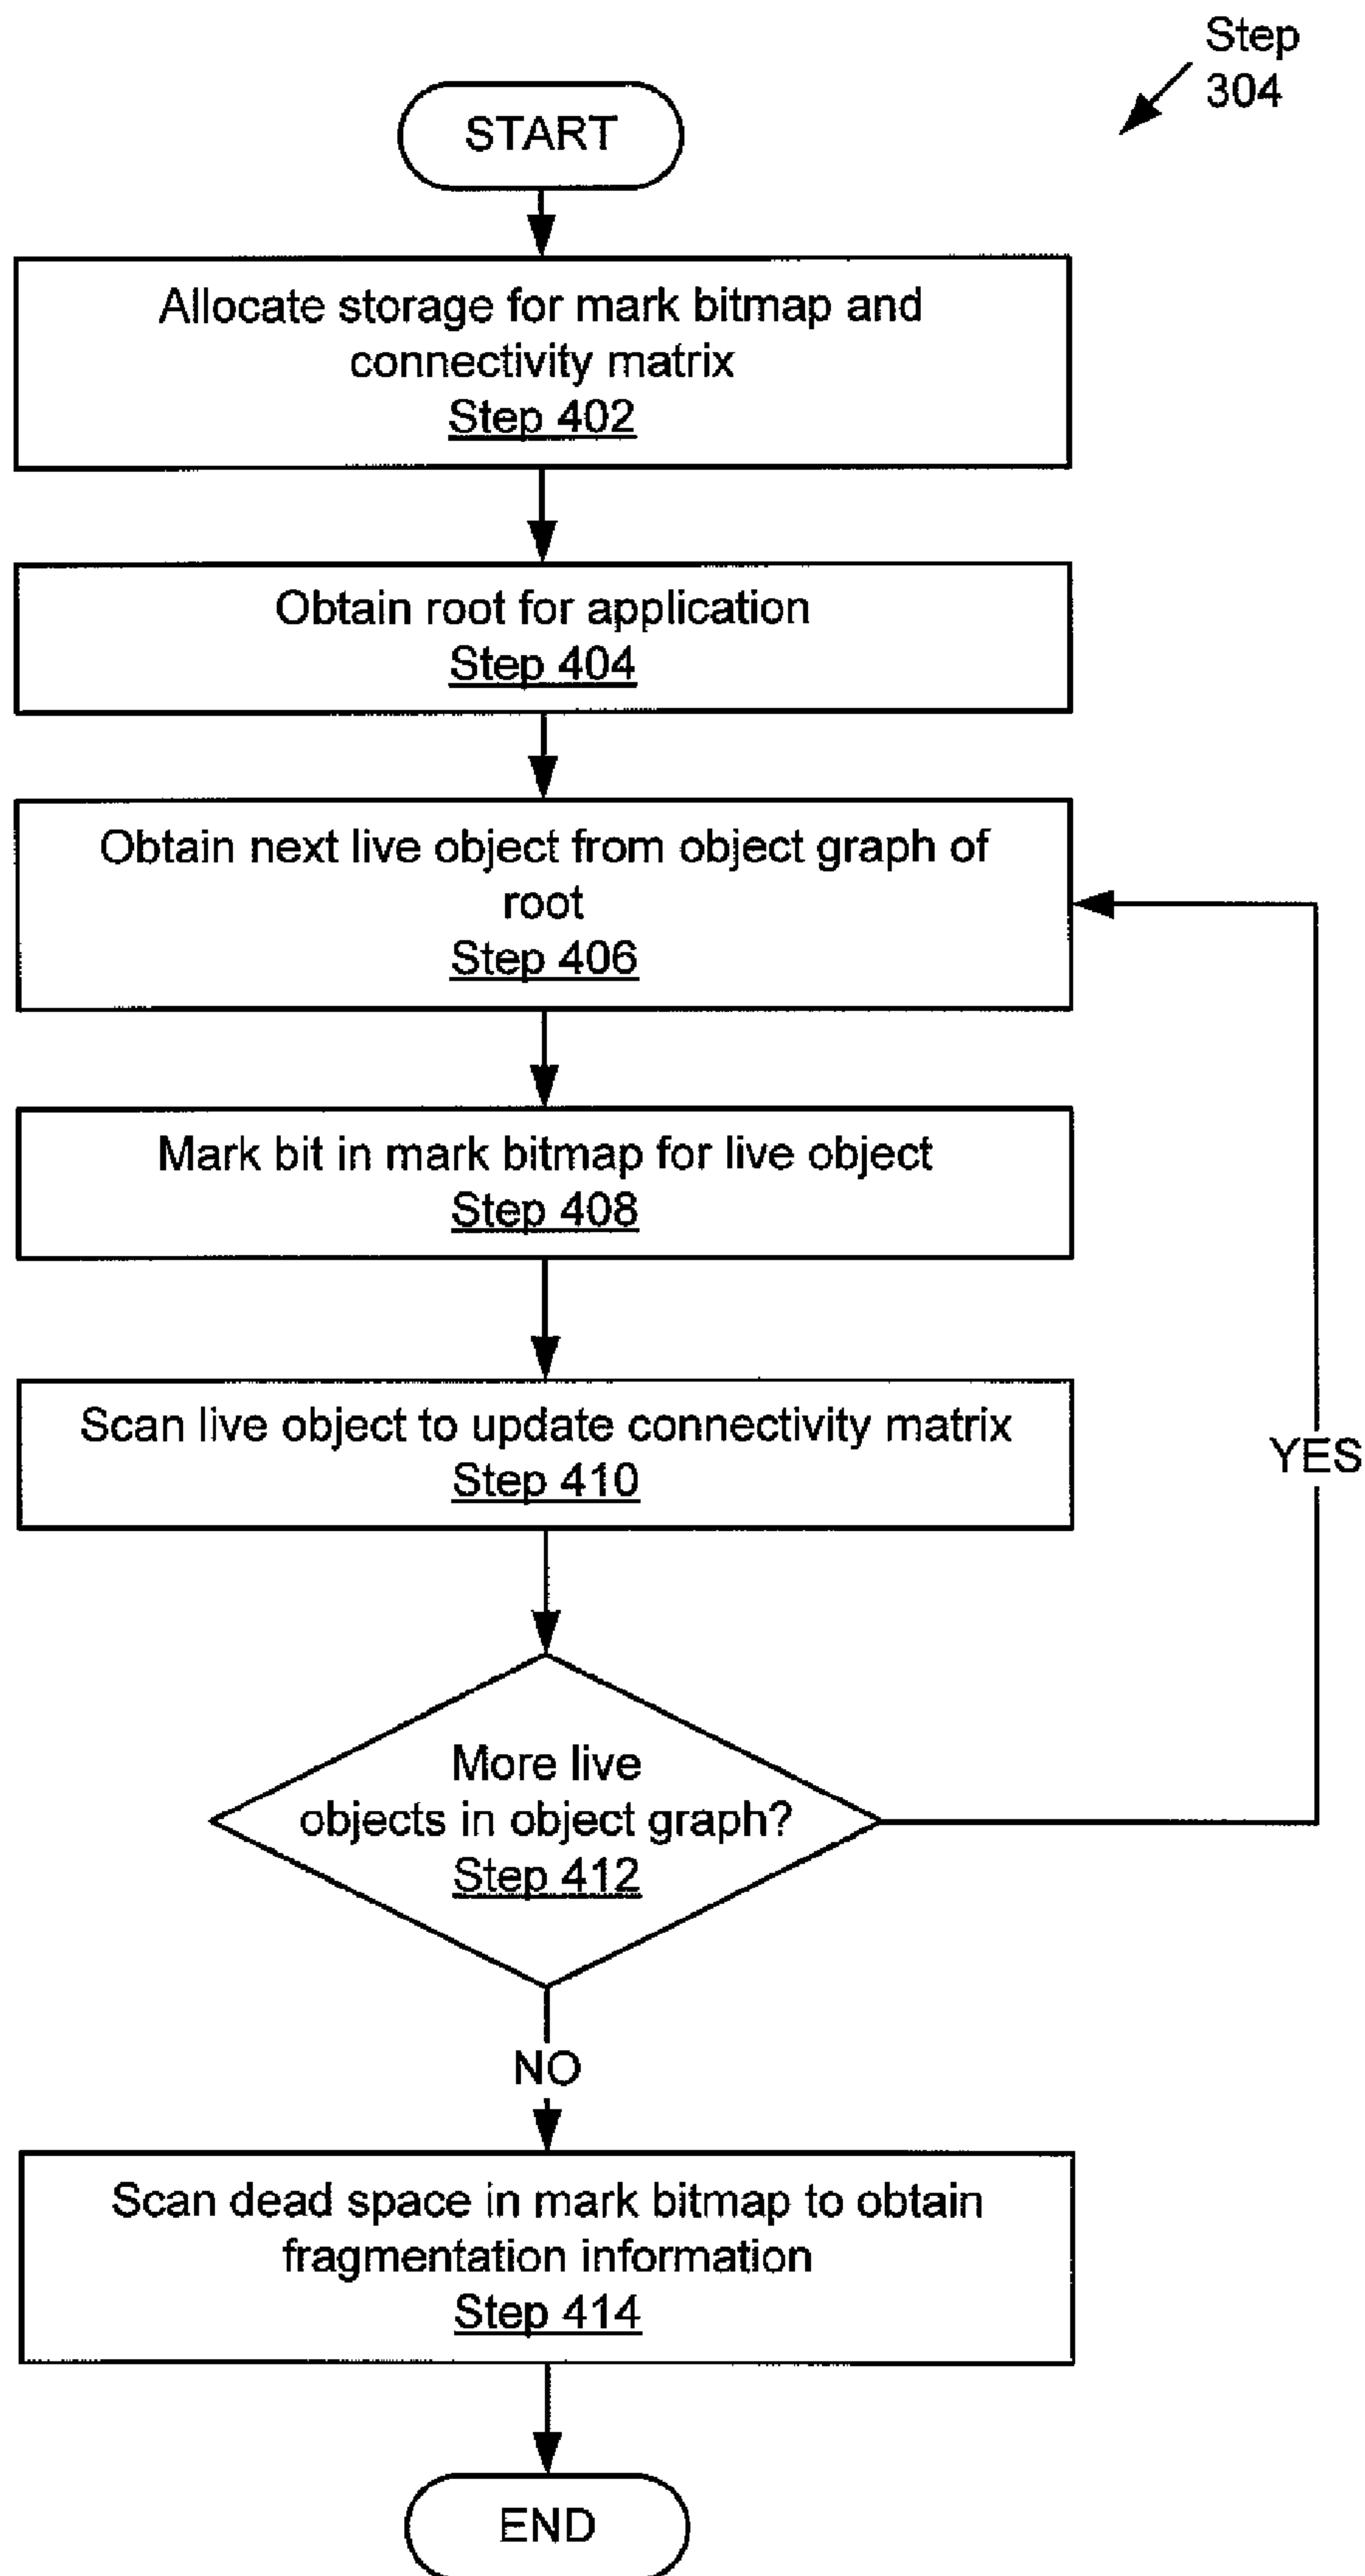 Step
304
START
Allocate storage for mark bitmap and
connectivity matrix
Step 402
Obtain root for application
Step 404
Obtain next live object from object graph of
root
Step 406
Mark bit in mark bitmap for live object
Step 408
Scan live object to update connectivity matrix
Step 410
YES
More live
objects in object graph?
Step 412
NO
Scan dead space in mark bitmap to obtain
fragmentation information
Step 414
END